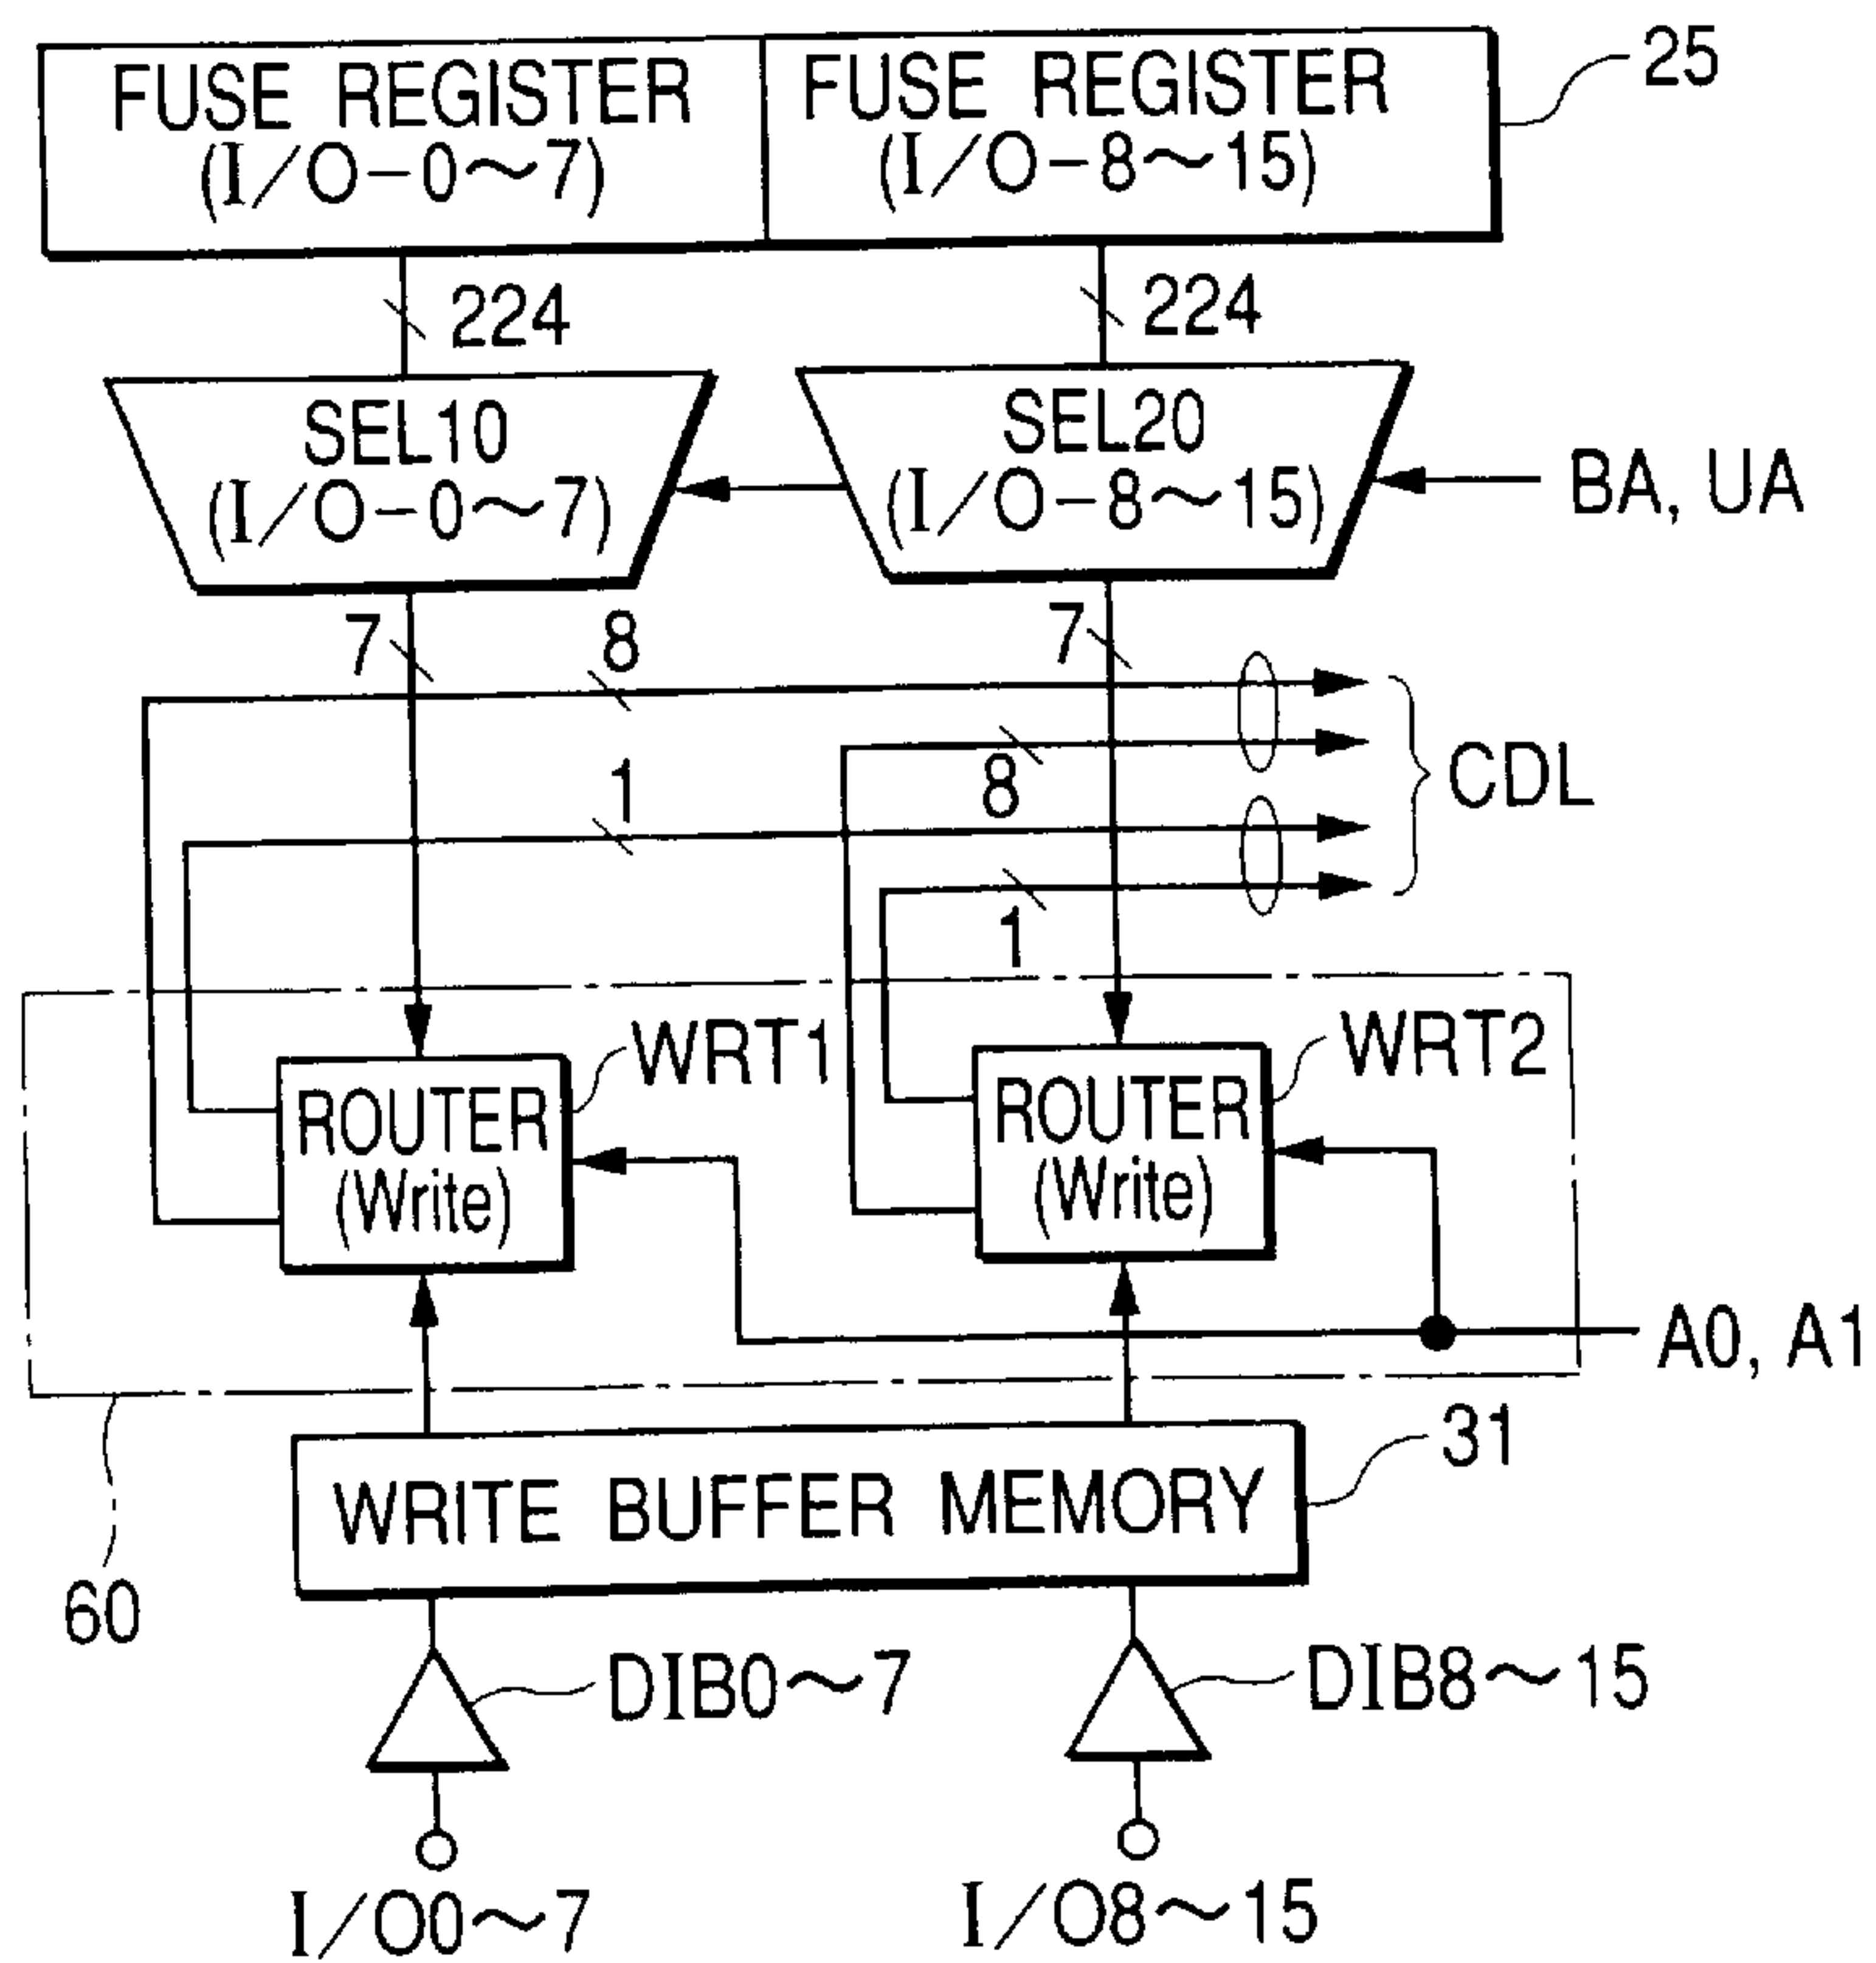 FUSE REGISTER
(I/O-0~7)
FUSE REGISTER
(I/O-8~15)
25
224
224
SEL10
(I/O-0~7)
SEL20
(I/O-8~15)
BA, UA
7
8
7
1
8
CDL
1
WRT1
WRT2
ROUTER
(Write)
ROUTER
(Write)
A0, A1
31
WRITE BUFFER MEMORY
60
DIB0~7
DIB8~15
I/O0~7
I/O8~15